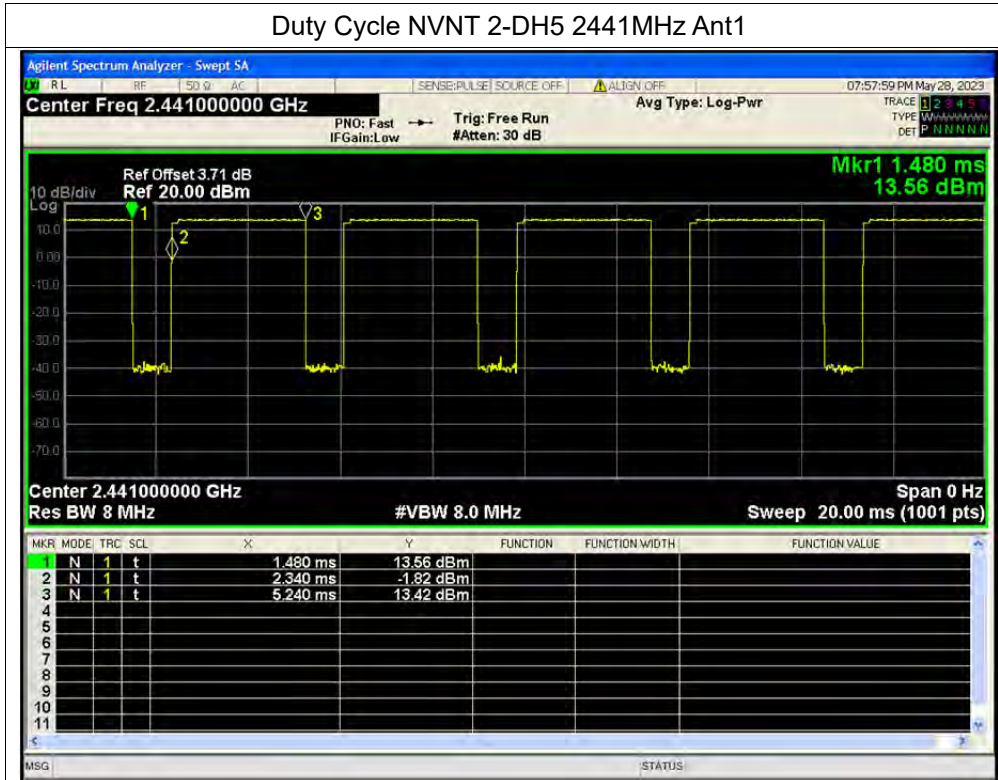 Duty Cycle NVNT 2-DH5 2441MHz Ant1
Agilent Spectrum Analyzer - Swept SA
RL RF 50 Ω AC SENSE:PULSE SOURCE OFF ALIGN OFF 07:57:59 PM May 28, 2023
Center Freq 2.441000000 GHz
PNO: Fast
IFGain:Low
Trig: Free Run
#Atten: 30 dB
Avg Type: Log-Pwr
TRACE 1 2 3 4 5 6
TYPE W
DET P N N N N N
Mkr1 1.480 ms
13.56 dBm
Ref Offset 3.71 dB
10 dB/div Ref 20.00 dBm
Log
1
2
3
10.0
0.00
-10.0
-20.0
-30.0
-40.0
-50.0
-60.0
-70.0
Center 2.441000000 GHz Span 0 Hz
Res BW 8 MHz #VBW 8.0 MHz Sweep 20.00 ms (1001 pts)
MKR MODE TRC SCL X Y FUNCTION FUNCTION WIDTH FUNCTION VALUE
1 N 1 t 1.480 ms 13.56 dBm
2 N 1 t 2.340 ms -1.82 dBm
3 N 1 t 5.240 ms 13.42 dBm
4
5
6
7
8
9
10
11
MSG STATUS